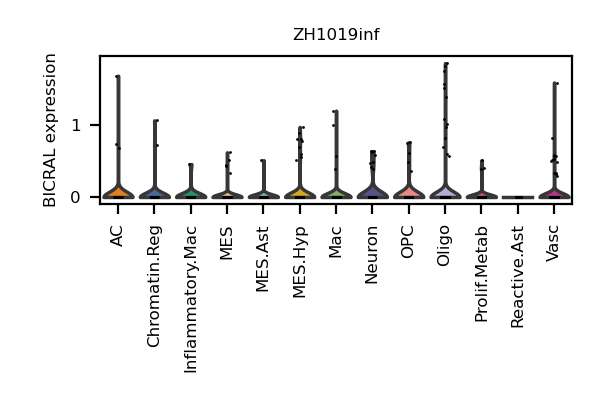 ZH1019inf
BICRAL expression
1
0
AC
Chromatin.Reg
Inflammatory.Mac
MES
MES.Ast
MES.Hyp
Mac
Neuron
OPC
Oligo
Prolif.Metab
Reactive.Ast
Vasc